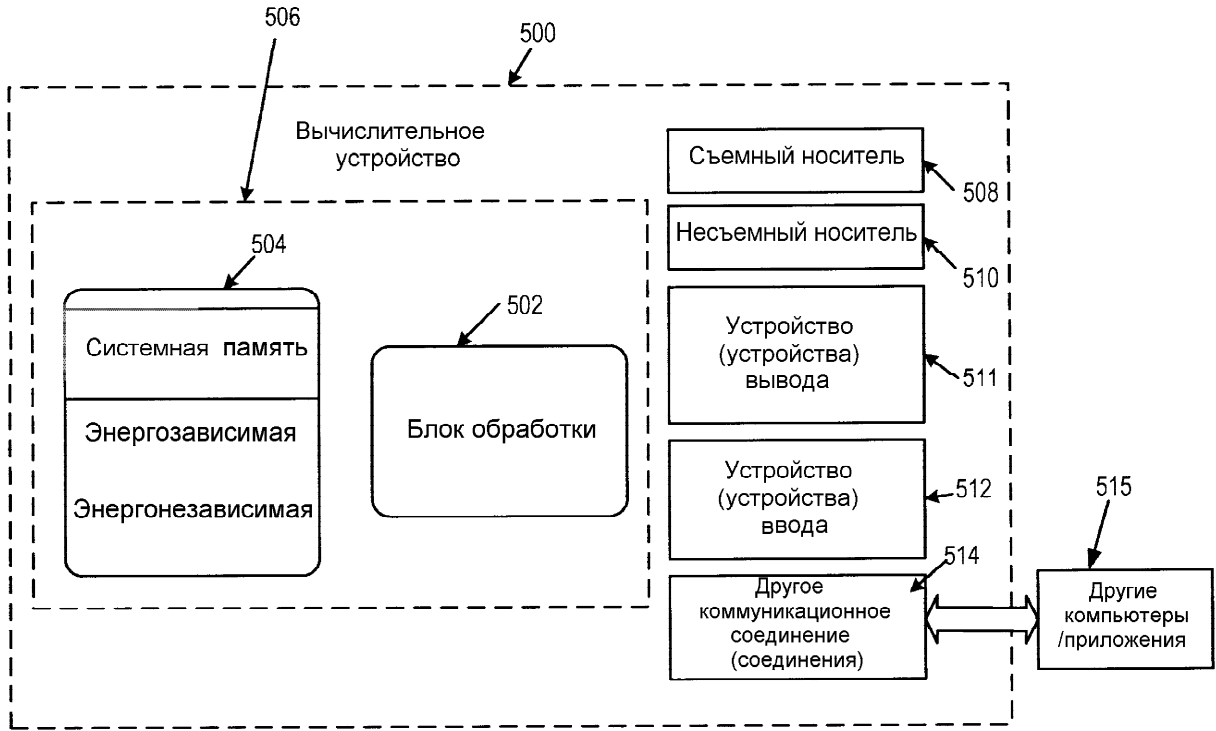 506
500
Вычислительное
устройство
Съемный носитель
508
Несъемный носитель
510
504
Системная память
Энергозависимая
Энергонезависимая
502
Блок обработки
Устройство
(устройства)
вывода
511
Устройство
(устройства)
ввода
512
514
Другое
коммуникационное
соединение
(соединения)
515
Другие
компьютеры
/приложения